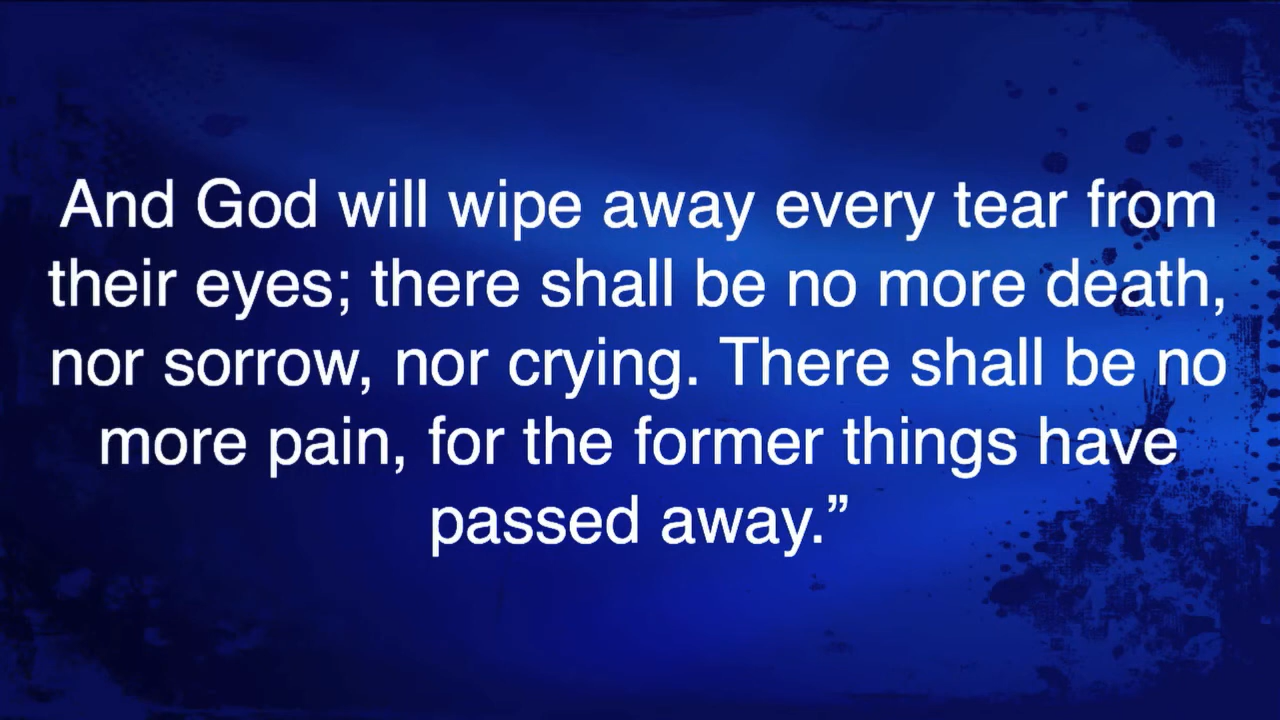 And God will wipe away every tear from
their eyes; there shall be no more death,
nor sorrow, nor crying. There shall be no
more pain, for the former things have
passed away.”